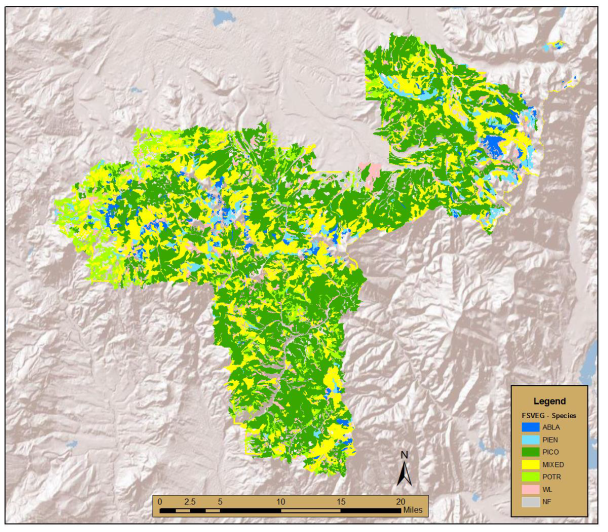 Legend
FSVEG - Species
ABLA
PIEN
PICO
MIXED
POTR
WL
NF
N
0 2.5 5 10 15 20
Miles